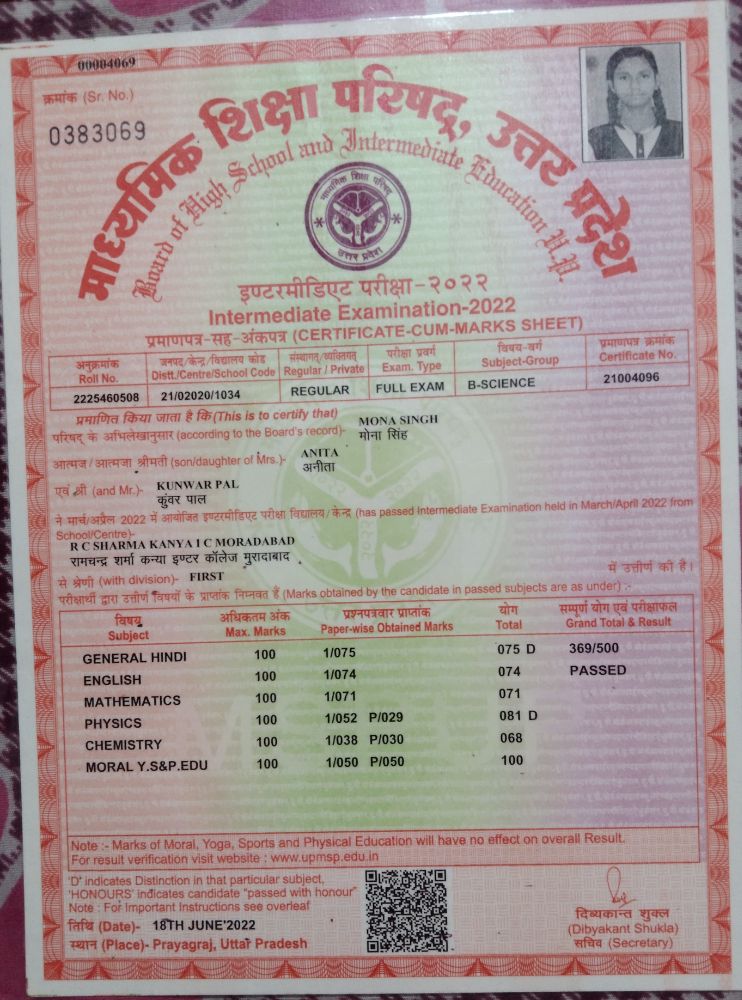 00004069
क्रमांक (Sr. No.)
0383069
माध्यमिक शिक्षा परिषद्, उत्तर प्रदेश
Board of High School and Intermediate Education U.P.
माध्यमिक शिक्षा परिषद
उत्तर प्रदेश
इण्टरमीडिएट परीक्षा-२०२२
Intermediate Examination-2022
प्रमाणपत्र-सह-अंकपत्र (CERTIFICATE-CUM-MARKS SHEET)
अनुक्रमांक जनपद/केन्द्र/विद्यालय कोड संस्थागत/व्यक्तिगत परीक्षा प्रवर्ग विषय-वर्ग प्रमाणपत्र क्रमांक
Roll No. Distt./Centre/School Code Regular / Private Exam. Type Subject-Group Certificate No.
2225460508 21/02020/1034 REGULAR FULL EXAM B-SCIENCE 21004096
प्रमाणित किया जाता है कि (This is to certify that) MONA SINGH
परिषद के अभिलेखानुसार (according to the Board's record)- मोना सिंह
आत्मज/आत्मजा श्रीमती (son/daughter of Mrs.)- ANITA
अनीता
एवं श्री (and Mr.)- KUNWAR PAL
कुंवर पाल
ने मार्च/अप्रैल 2022 में आयोजित इण्टरमीडिएट परीक्षा विद्यालय/केन्द्र (has passed Intermediate Examination held in March/April 2022 from
School/Centre)-
R C SHARMA KANYA I C MORADABAD
रामचन्द्र शर्मा कन्या इण्टर कॉलेज मुरादाबाद में उत्तीर्ण की है।
से श्रेणी (with division)- FIRST
परीक्षार्थी द्वारा उत्तीर्ण विषयों के प्राप्तांक निम्नवत हैं (Marks obtained by the candidate in passed subjects are as under) :-
विषय अधिकतम अंक प्रश्नपत्रवार प्राप्तांक योग सम्पूर्ण योग एवं परीक्षाफल
Subject Max. Marks Paper-wise Obtained Marks Total Grand Total & Result
GENERAL HINDI 100 1/075 075 D 369/500
ENGLISH 100 1/074 074 PASSED
MATHEMATICS 100 1/071 071
PHYSICS 100 1/052 P/029 081 D
CHEMISTRY 100 1/038 P/030 068
MORAL Y.S&P.EDU 100 1/050 P/050 100
Note :- Marks of Moral, Yoga, Sports and Physical Education will have no effect on overall Result.
For result verification visit website : www.upmsp.edu.in
'D' indicates Distinction in that particular subject,
'HONOURS' indicates candidate "passed with honour"
Note : For Important Instructions see overleaf
तिथि (Date)- 18TH JUNE'2022
स्थान (Place)- Prayagraj, Uttar Pradesh
दिब्यकान्त शुक्ल
(Dibyakant Shukla)
सचिव (Secretary)